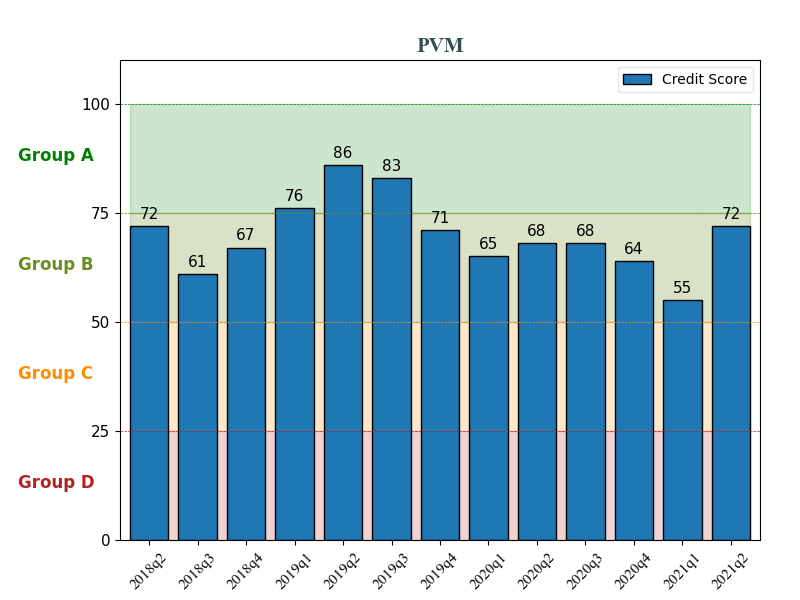 PVM
Credit Score
100
Group A
86
83
76
75
72
72
71
67
68
68
65
64
61
Group B
55
50
Group C
25
Group D
0
2018q2
2018q3
2018q4
2019q1
2019q2
2019q3
2019q4
2020q1
2020q2
2020q3
2020q4
2021q1
2021q2